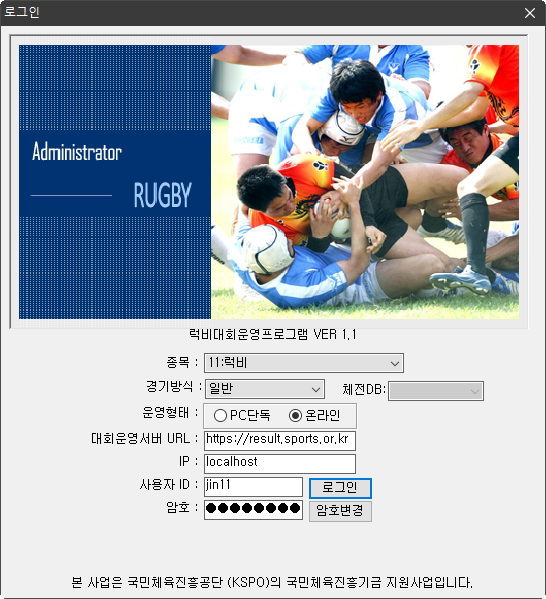 로그인
Administrator
RUGBY
럭비대회운영프로그램 VER 1.1
종목 : 11:럭비
경기방식 : 일반 체전DB:
운영형태 : PC단독 온라인
대회운영서버 URL : https://result.sports.or.kr
IP : localhost
사용자 ID : jin11 로그인
암호 : ●●●●●●●● 암호변경
본 사업은 국민체육진흥공단 (KSPO)의 국민체육진흥기금 지원사업입니다.